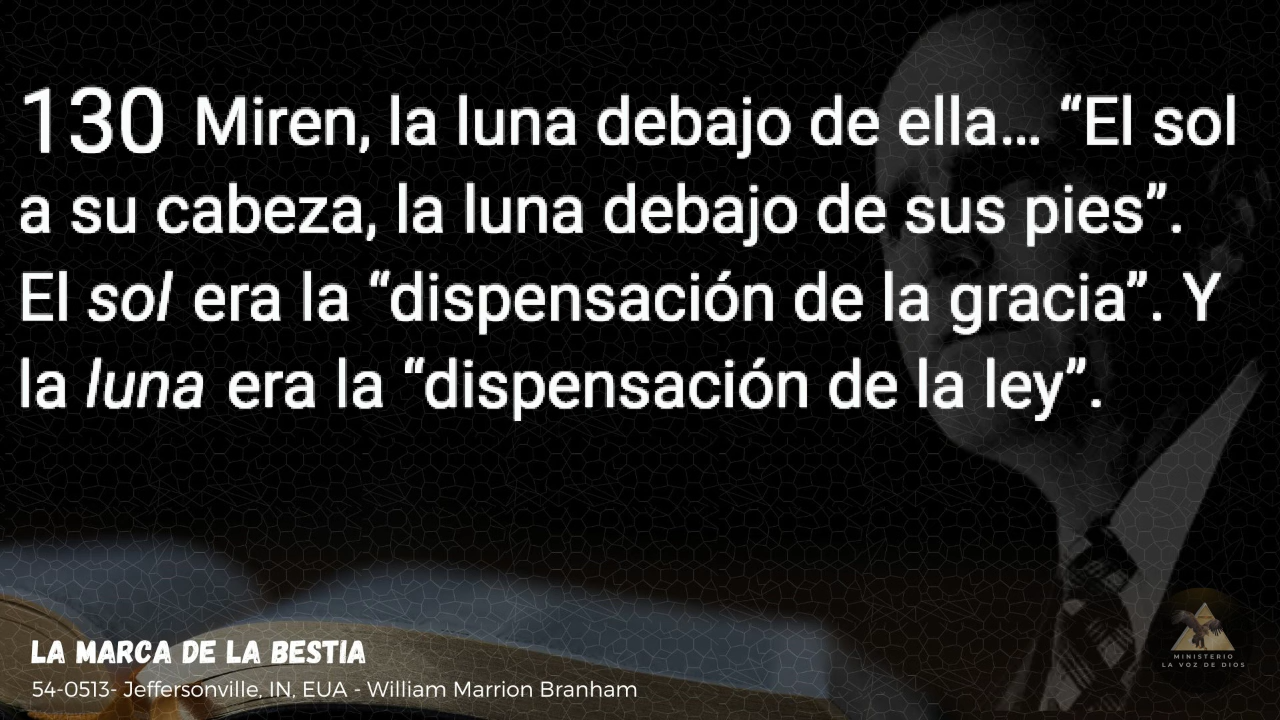 130 Miren, la luna debajo de ella... “El sol
a su cabeza, la luna debajo de sus pies”.
El sol era la “dispensación de la gracia”. Y
la luna era la “dispensación de la ley”.
LA MARCA DE LA BESTIA
54-0513- Jeffersonville, IN, EUA - William Marrion Branham
MINISTERIO
LA VOZ DE DIOS